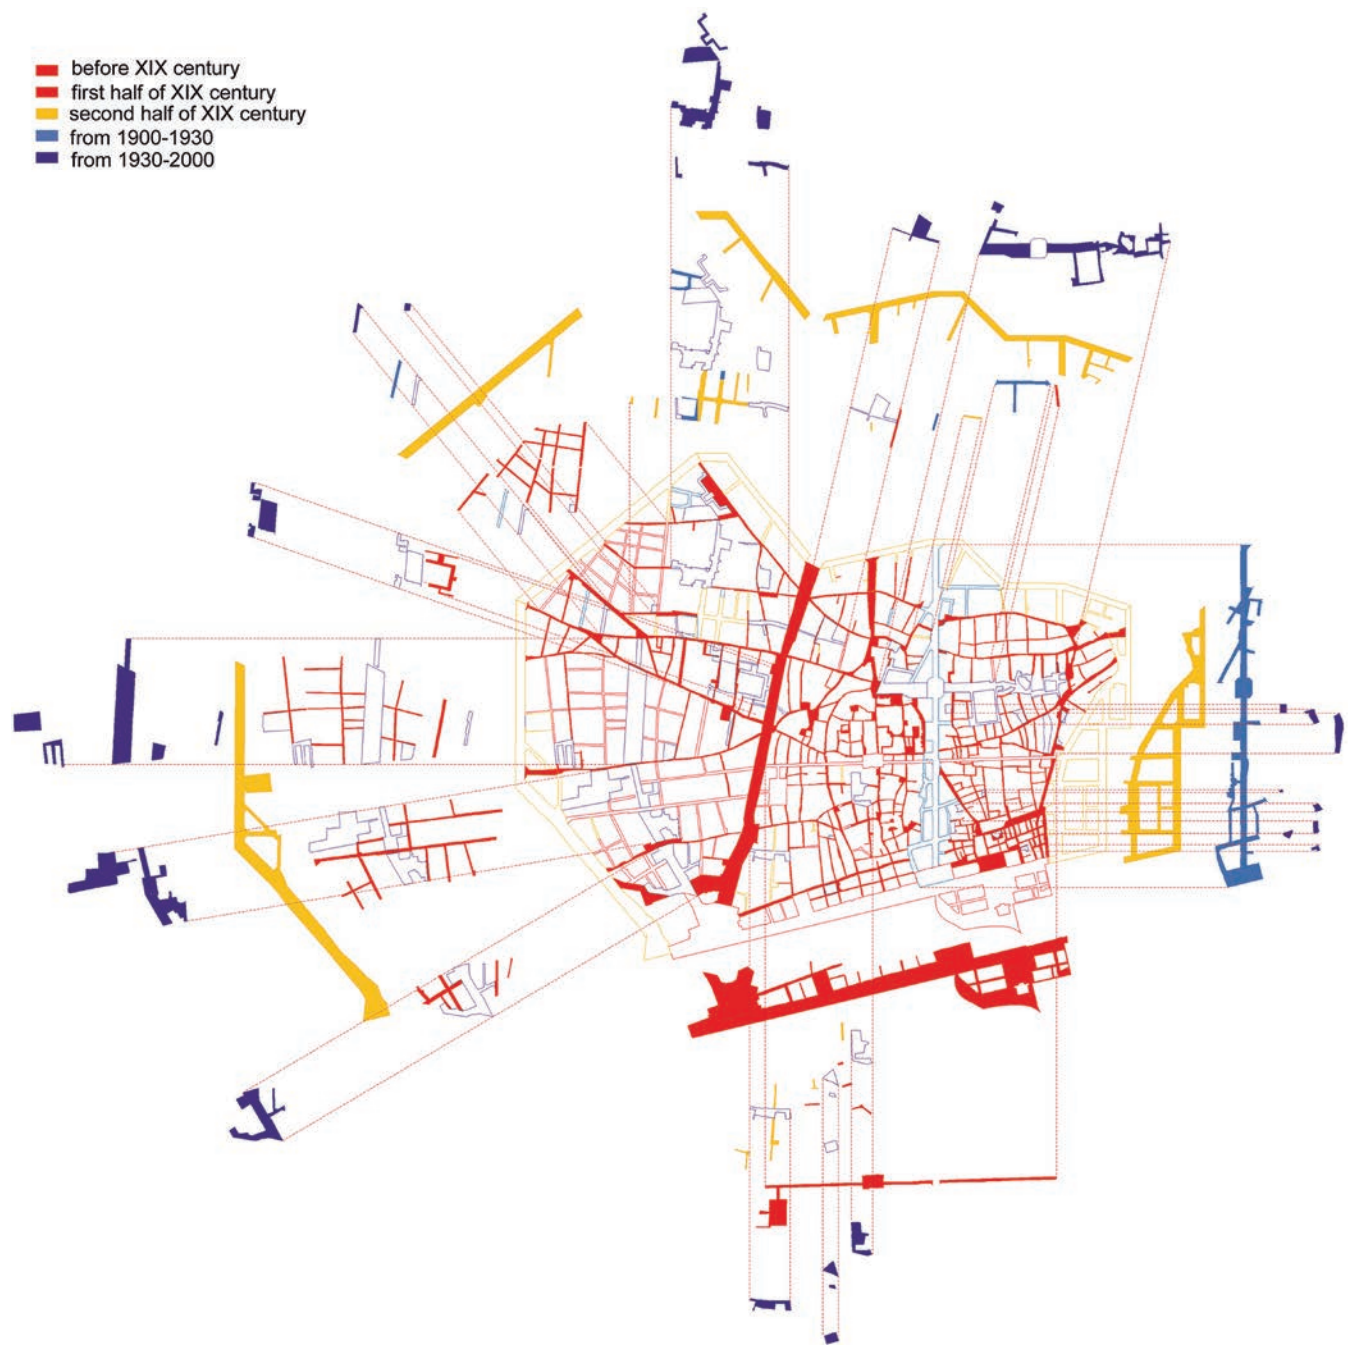 before XIX century
first half of XIX century
second half of XIX century
from 1900-1930
from 1930-2000